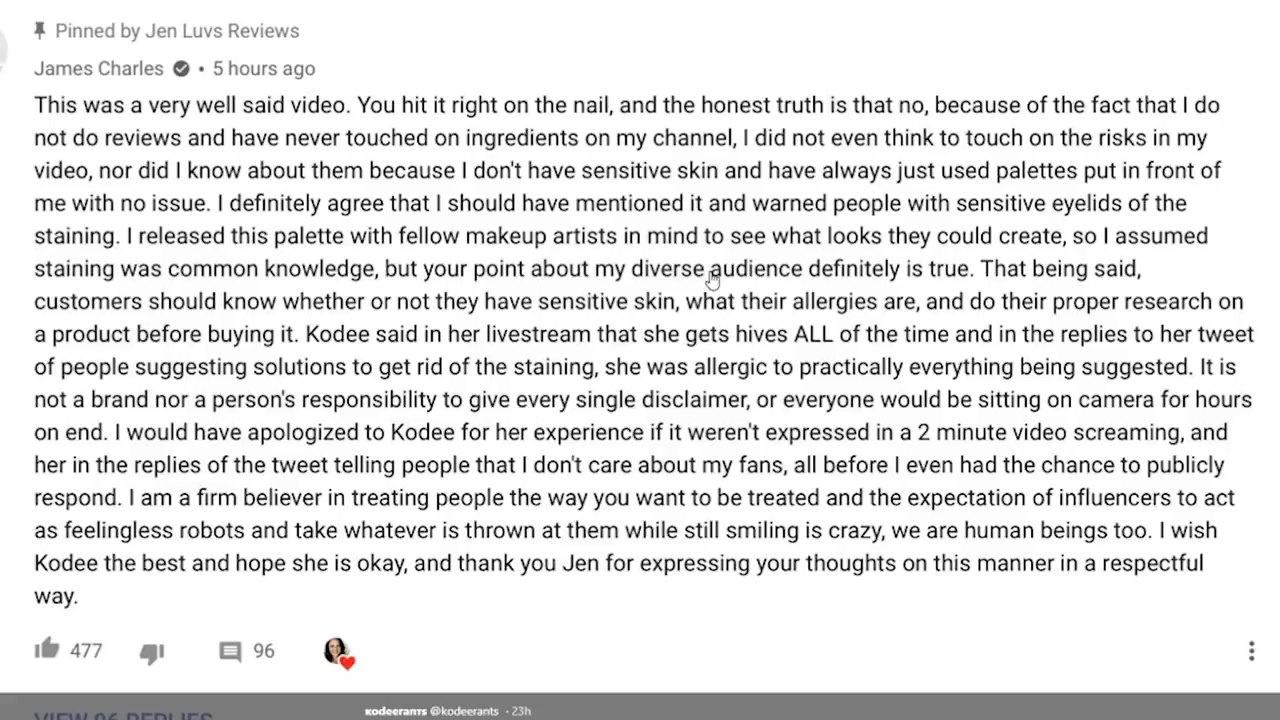 Pinned by Jen Luvs Reviews
James Charles • 5 hours ago
This was a very well said video. You hit it right on the nail, and the honest truth is that no, because of the fact that I do
not do reviews and have never touched on ingredients on my channel, I did not even think to touch on the risks in my
video, nor did I know about them because I don't have sensitive skin and have always just used palettes put in front of
me with no issue. I definitely agree that I should have mentioned it and warned people with sensitive eyelids of the
staining. I released this palette with fellow makeup artists in mind to see what looks they could create, so I assumed
staining was common knowledge, but your point about my diverse audience definitely is true. That being said,
customers should know whether or not they have sensitive skin, what their allergies are, and do their proper research on
a product before buying it. Kodee said in her livestream that she gets hives ALL of the time and in the replies to her tweet
of people suggesting solutions to get rid of the staining, she was allergic to practically everything being suggested. It is
not a brand nor a person's responsibility to give every single disclaimer, or everyone would be sitting on camera for hours
on end. I would have apologized to Kodee for her experience if it weren't expressed in a 2 minute video screaming, and
her in the replies of the tweet telling people that I don't care about my fans, all before I even had the chance to publicly
respond. I am a firm believer in treating people the way you want to be treated and the expectation of influencers to act
as feelingless robots and take whatever is thrown at them while still smiling is crazy, we are human beings too. I wish
Kodee the best and hope she is okay, and thank you Jen for expressing your thoughts on this manner in a respectful
way.
477 96
VIEW 96 REPLIES
ĸodeeranтѕ @kodeerants · 23h